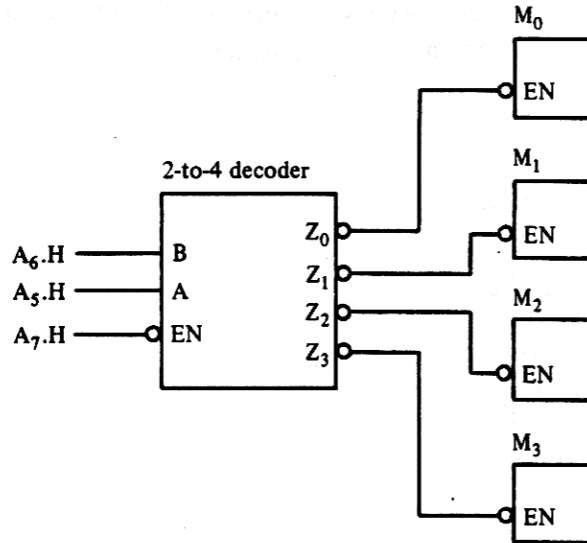 M₀
EN
2-to-4 decoder
M₁
EN
A₆.H
B
Z₀
A₅.H
A
Z₁
A₇.H
EN
Z₂
Z₃
M₂
EN
M₃
EN